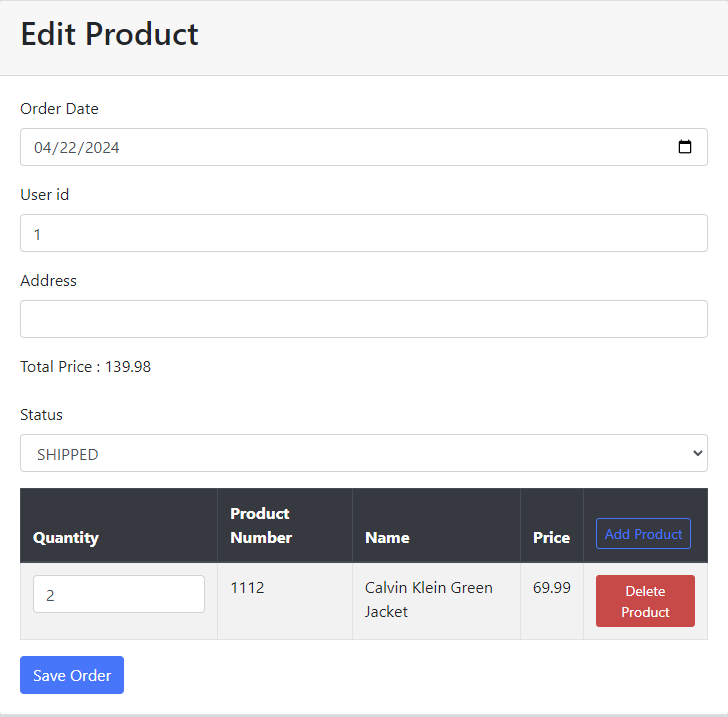 Edit Product
Order Date
04/22/2024
User id
1
Address
Total Price : 139.98
Status
SHIPPED
Quantity
Product
Number
Name
Price
Add Product
2
1112
Calvin Klein Green
Jacket
69.99
Delete
Product
Save Order